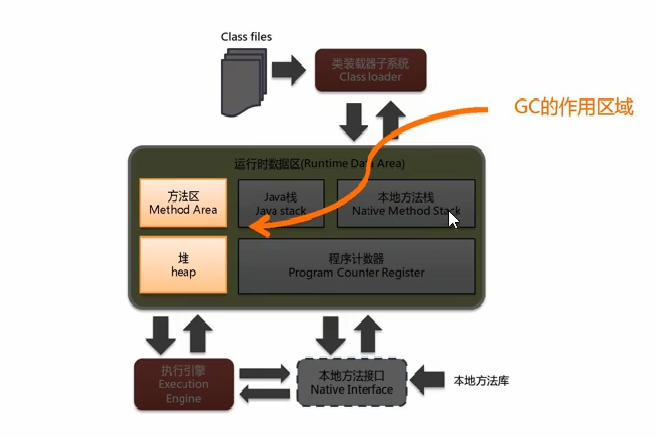 Class files
类装载器子系统
Class loader
GC的作用区域
运行时数据区(Runtime Data Area)
方法区
Method Area
Java栈
Java stack
本地方法栈
Native Method Stack
堆
heap
程序计数器
Program Counter Register
执行引擎
Execution
Engine
本地方法接口
Native Interface
本地方法库